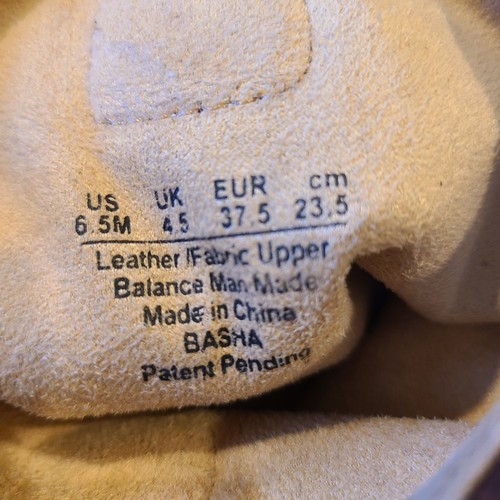 US UK EUR cm
6.5M 4.5 37.5 23.5
Leather/Fabric Upper
Balance Man Made
Made in China
BASHA
Patent Pending